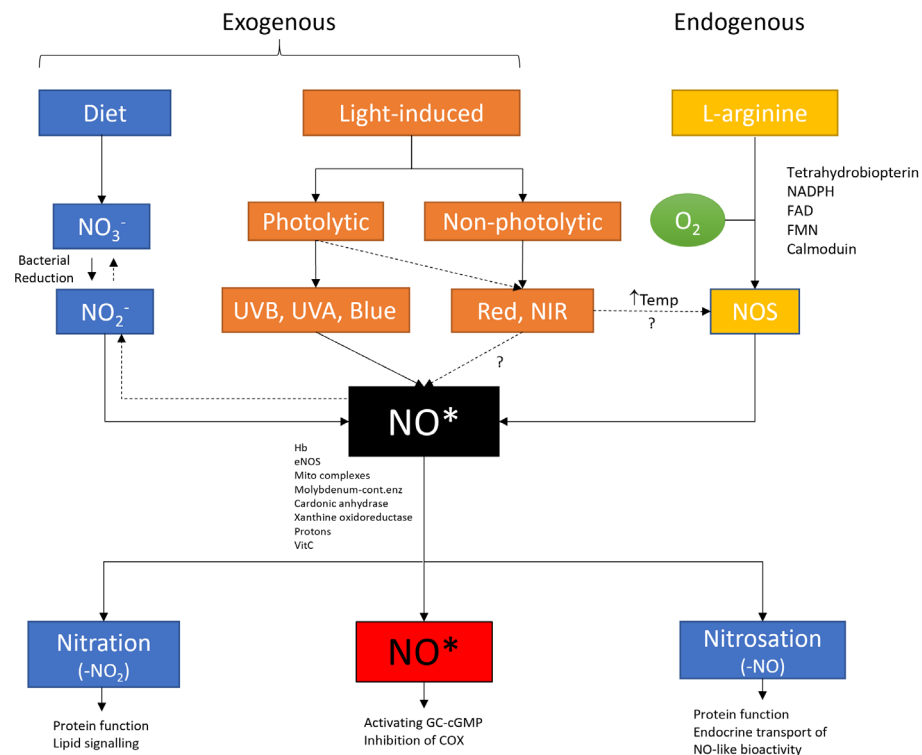 Exogenous
Endogenous
Diet
Light-induced
L-arginine
Tetrahydrobiopterin
NADPH
FAD
FMN
Calmoduin
O₂
Photolytic
Non-photolytic
NO₃⁻
Bacterial
Reduction
NO₂⁻
UVB, UVA, Blue
Red, NIR
↑Temp
?
NOS
?
NO*
Hb
eNOS
Mito complexes
Molybdenum-cont.enz
Cardonic anhydrase
Xanthine oxidoreductase
Protons
VitC
Nitration
(-NO₂)
NO*
Nitrosation
(-NO)
Protein function
Lipid signalling
Activating GC-cGMP
Inhibition of COX
Protein function
Endocrine transport of
NO-like bioactivity